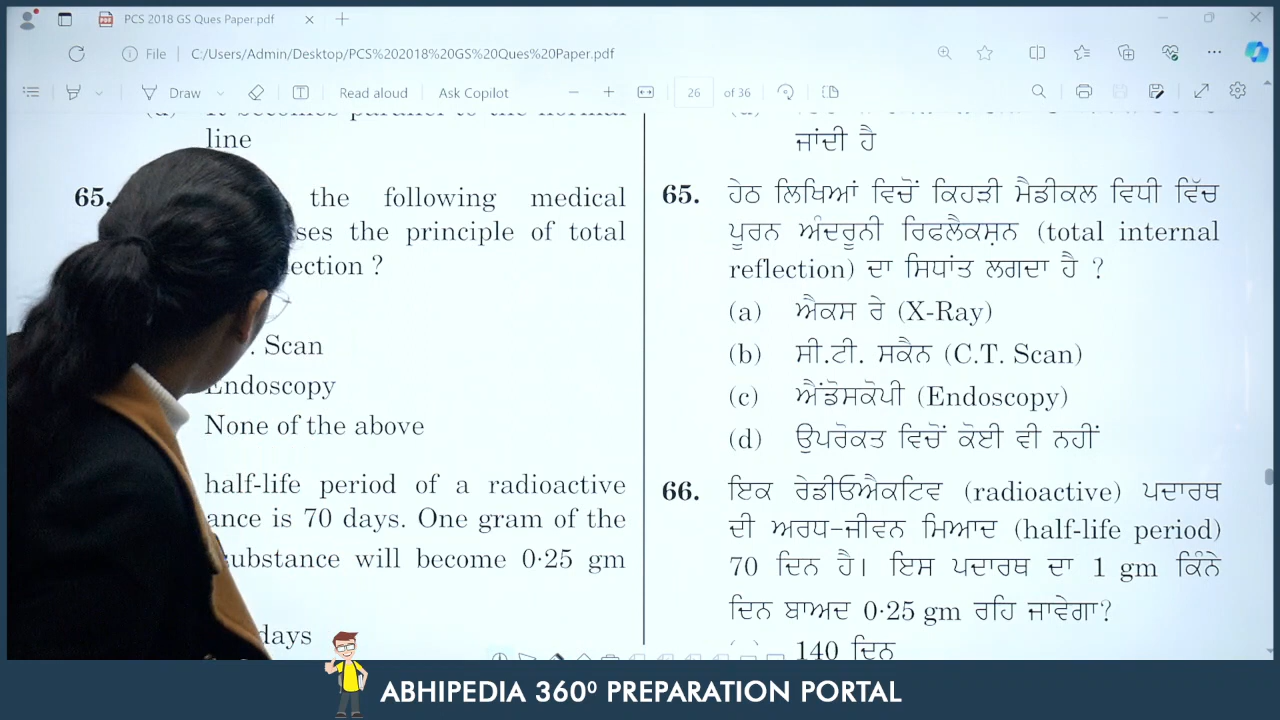 PCS 2018 GS Ques Paper.pdf
File C:/Users/Admin/Desktop/PCS%202018%20GS%20Ques%20Paper.pdf
Draw Read aloud Ask Copilot 26 of 36
line
65. the following medical
the principle of total
?
Scan
Endoscopy
None of the above
half-life period of a radioactive
is 70 days. One gram of the
substance will become 0·25 gm
days
ਜਾਂਦੀ ਹੈ
65. ਹੇਠ ਲਿਖਿਆਂ ਵਿਚੋਂ ਕਿਹੜੀ ਮੈਡੀਕਲ ਵਿਧੀ ਵਿੱਚ
ਪੂਰਨ ਅੰਦਰੂਨੀ ਰਿਫਲੈਕਸ਼ਨ (total internal
reflection) ਦਾ ਸਿਧਾਂਤ ਲਗਦਾ ਹੈ ?
(a) ਐਕਸ ਰੇ (X-Ray)
(b) ਸੀ.ਟੀ. ਸਕੈਨ (C.T. Scan)
(c) ਐਂਡੋਸਕੋਪੀ (Endoscopy)
(d) ਉਪਰੋਕਤ ਵਿਚੋਂ ਕੋਈ ਵੀ ਨਹੀਂ
66. ਇਕ ਰੇਡੀਓਐਕਟਿਵ (radioactive) ਪਦਾਰਥ
ਦੀ ਅਰਧ-ਜੀਵਨ ਮਿਆਦ (half-life period)
70 ਦਿਨ ਹੈ। ਇਸ ਪਦਾਰਥ ਦਾ 1 gm ਕਿੰਨੇ
ਦਿਨ ਬਾਅਦ 0·25 gm ਰਹਿ ਜਾਵੇਗਾ?
140 ਦਿਨ
ABHIPEDIA 360⁰ PREPARATION PORTAL